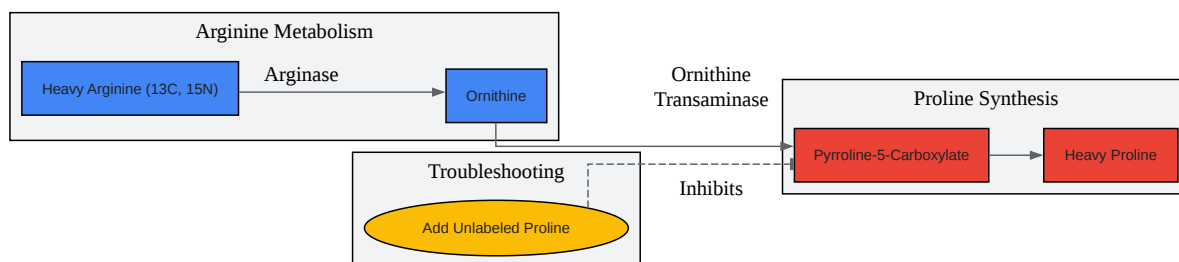 Arginine Metabolism
Heavy Arginine (13C, 15N)
Arginase
Ornithine
Ornithine
Transaminase
Proline Synthesis
Pyrroline-5-Carboxylate
Heavy Proline
Troubleshooting
Inhibits
Add Unlabeled Proline